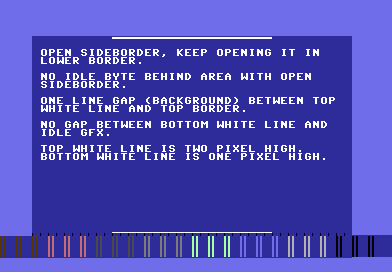 OPEN SIDEBORDER, KEEP OPENING IT IN
LOWER BORDER.
NO IDLE BYTE BEHIND AREA WITH OPEN
SIDEBORDER.
ONE LINE GAP (BACKGROUND) BETWEEN TOP
WHITE LINE AND TOP BORDER.
NO GAP BETWEEN BOTTOM WHITE LINE AND
IDLE GFX.
TOP WHITE LINE IS TWO PIXEL HIGH.
BOTTOM WHITE LINE IS ONE PIXEL HIGH.